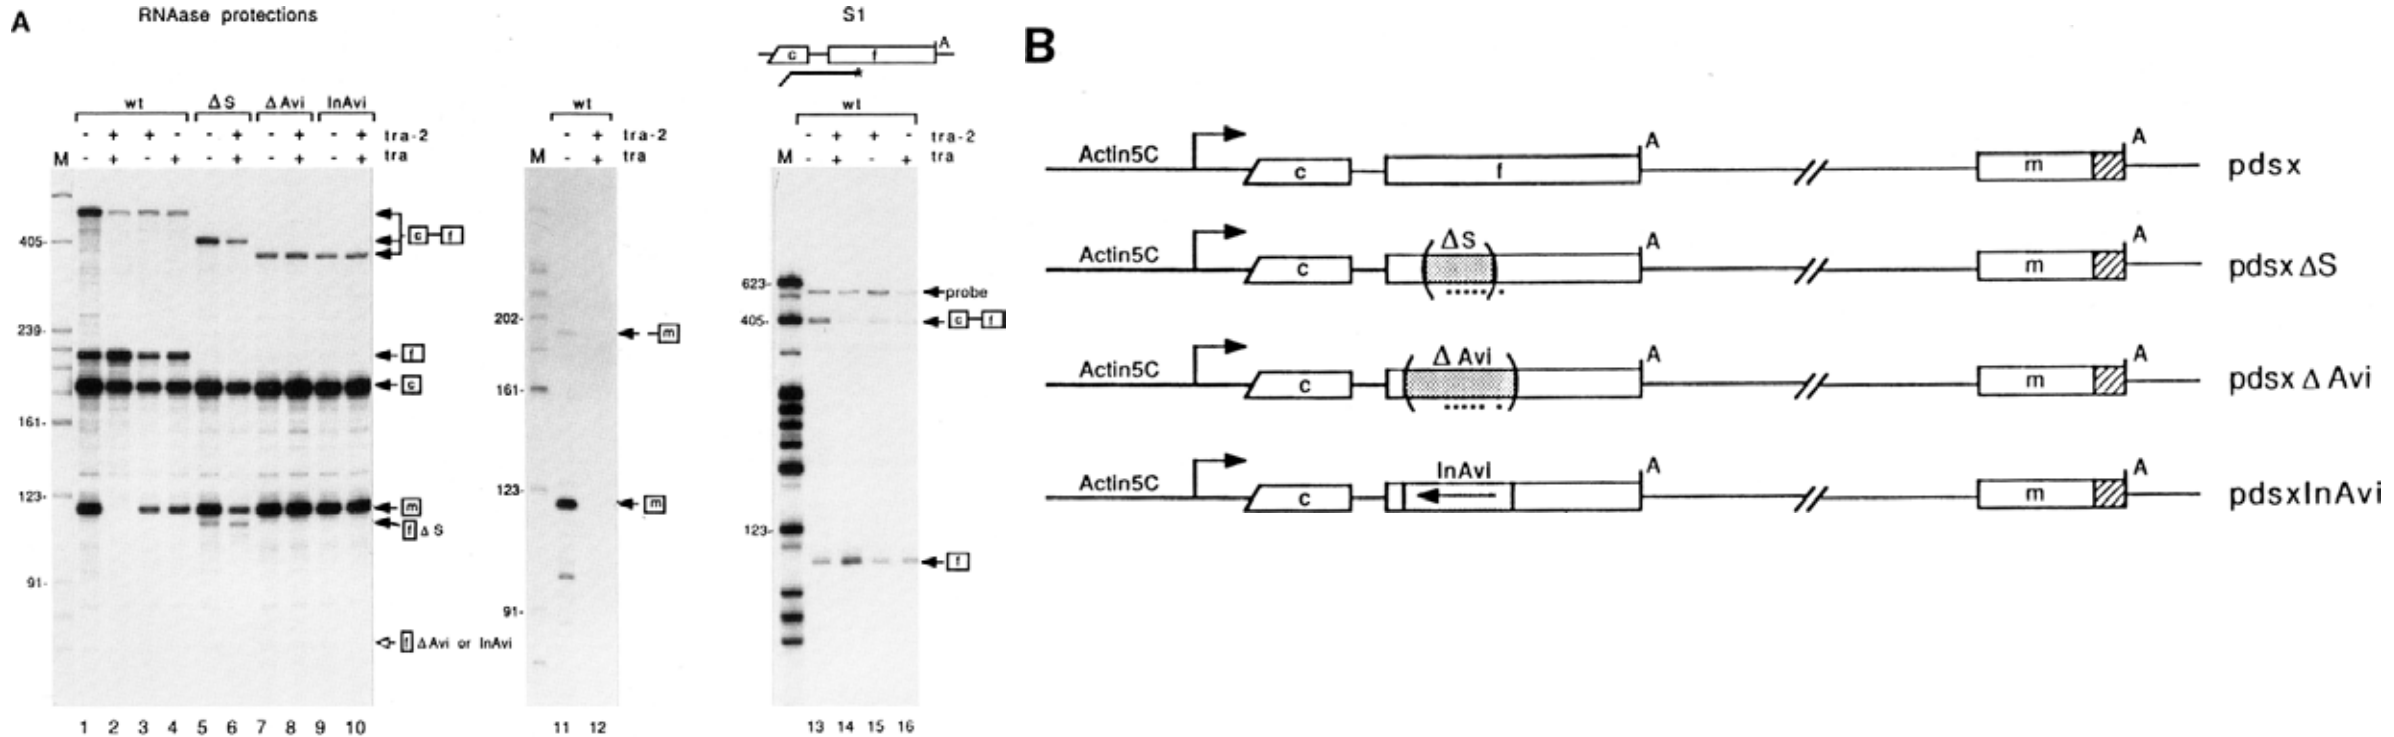 A
RNAase protections
S1
B
c f A
wt ΔS ΔAvi InAvi
- + + - - + - + - + tra-2
M - + - + - + - + - + tra
405-
239-
161-
123-
91-
c f
f
c
m
f ΔS
f ΔAvi or InAvi
1 2 3 4 5 6 7 8 9 10
wt
- + tra-2
M - + tra
202-
161-
123-
91-
m
m
11 12
wt
- + + - tra-2
M - + - + tra
623-
405-
123-
probe
c f
f
13 14 15 16
Actin5C c f A m A pdsx
Actin5C c ΔS A m A pdsx ΔS
Actin5C c Δ Avi A m A pdsx Δ Avi
Actin5C c InAvi A m A pdsxInAvi